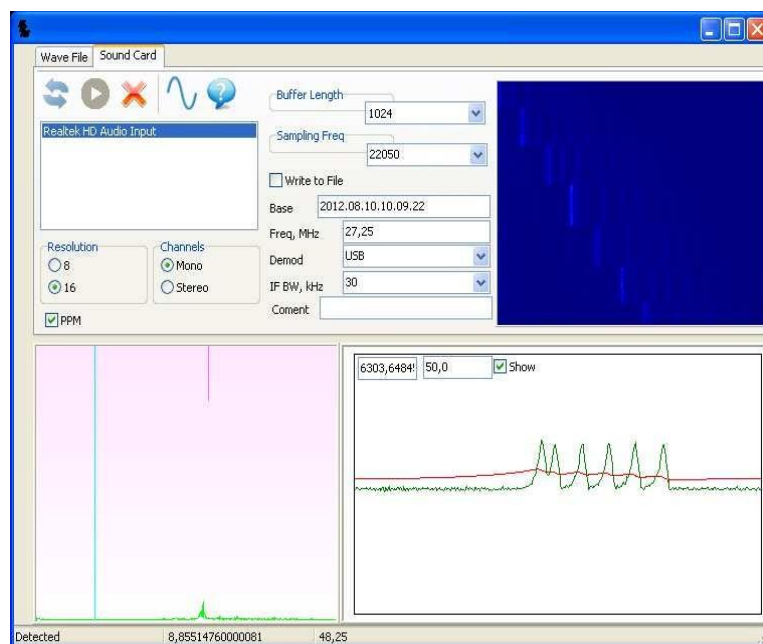 Wave File Sound Card
Realtek HD Audio Input
Buffer Length
1024
Sampling Freq
22050
Write to File
Base 2012.08.10.10.09.22
Freq, MHz 27,25
Demod USB
IF BW, kHz 30
Coment
Resolution
8
16
Channels
Mono
Stereo
PPM
6303,6484 50,0 Show
Detected 8,85514760000081 48,25